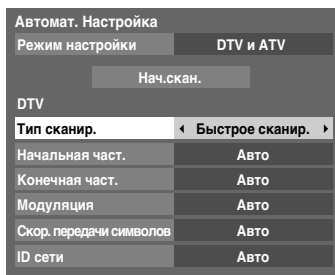 Автомат. Настройка
Режим настройки DTV и ATV
Нач.скан.
DTV
Тип сканир. Быстрое сканир.
Начальная част. Авто
Конечная част. Авто
Модуляция Авто
Скор. передачи символов Авто
ID сети Авто